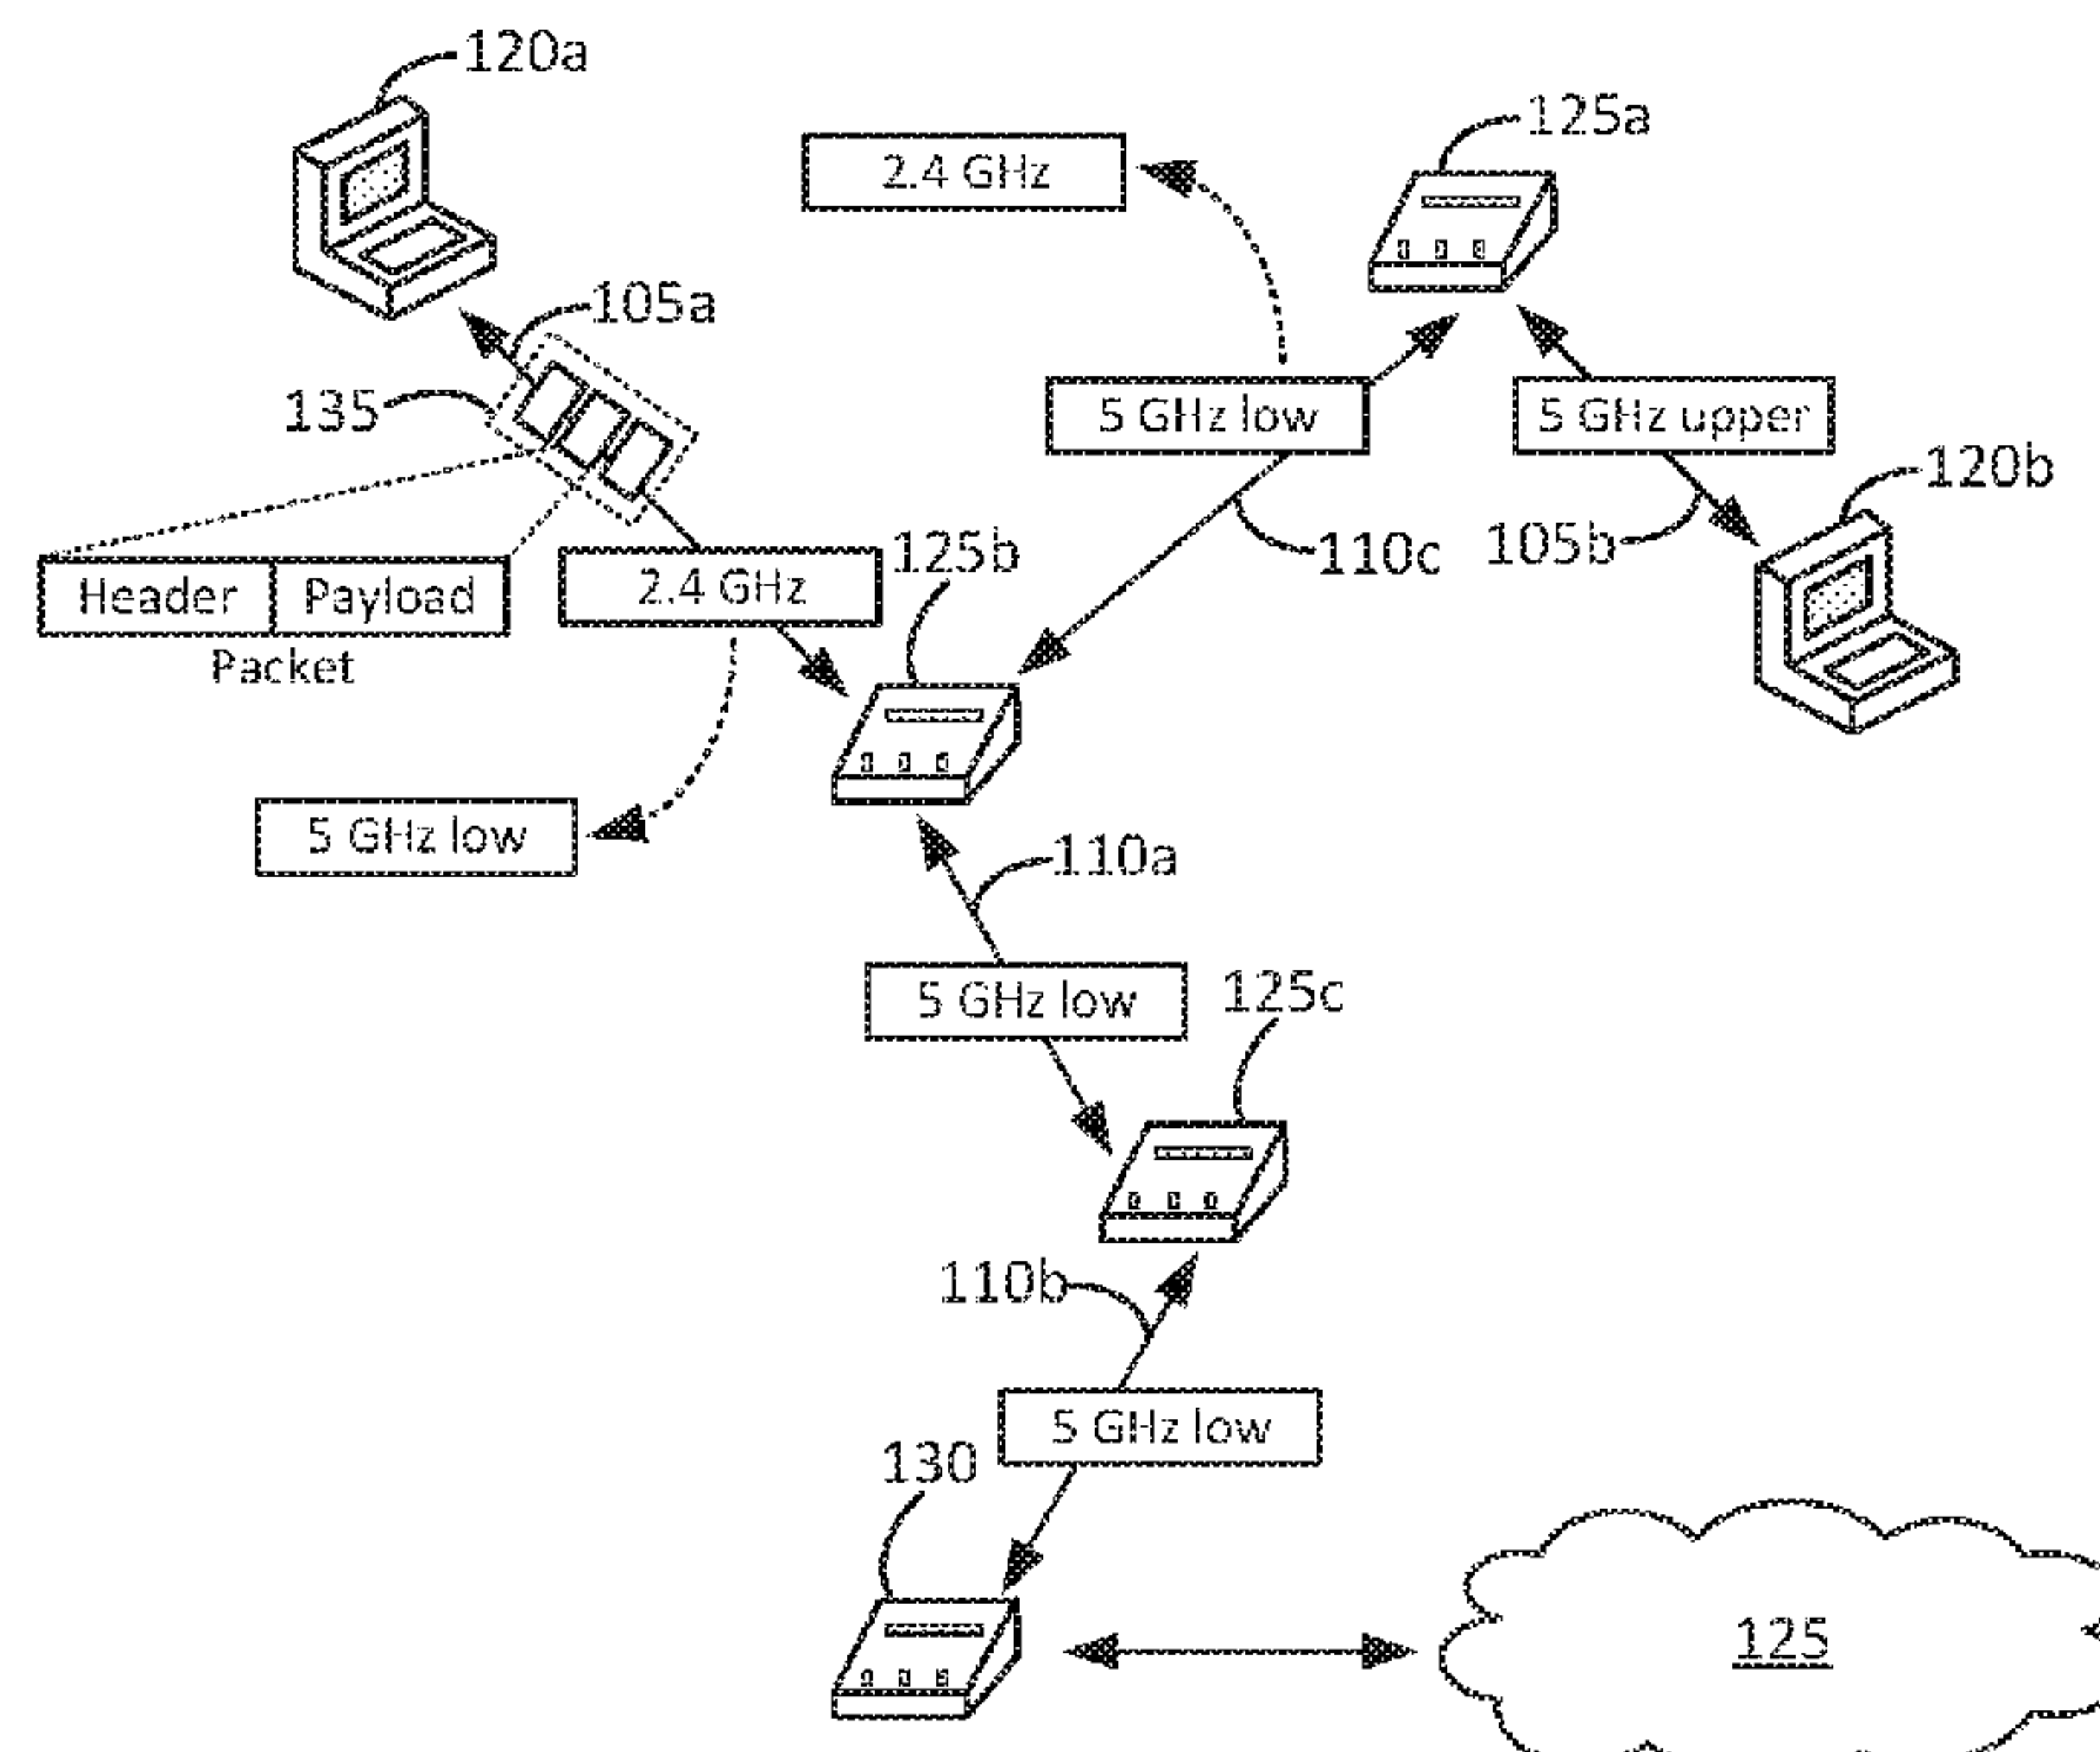 120a
125a
2.4 GHz
105a
135
5 GHz low
5 GHz upper
120b
125b
110c
105b
Header
Payload
2.4 GHz
Packet
5 GHz low
110a
5 GHz low
125c
110b
5 GHz low
130
125